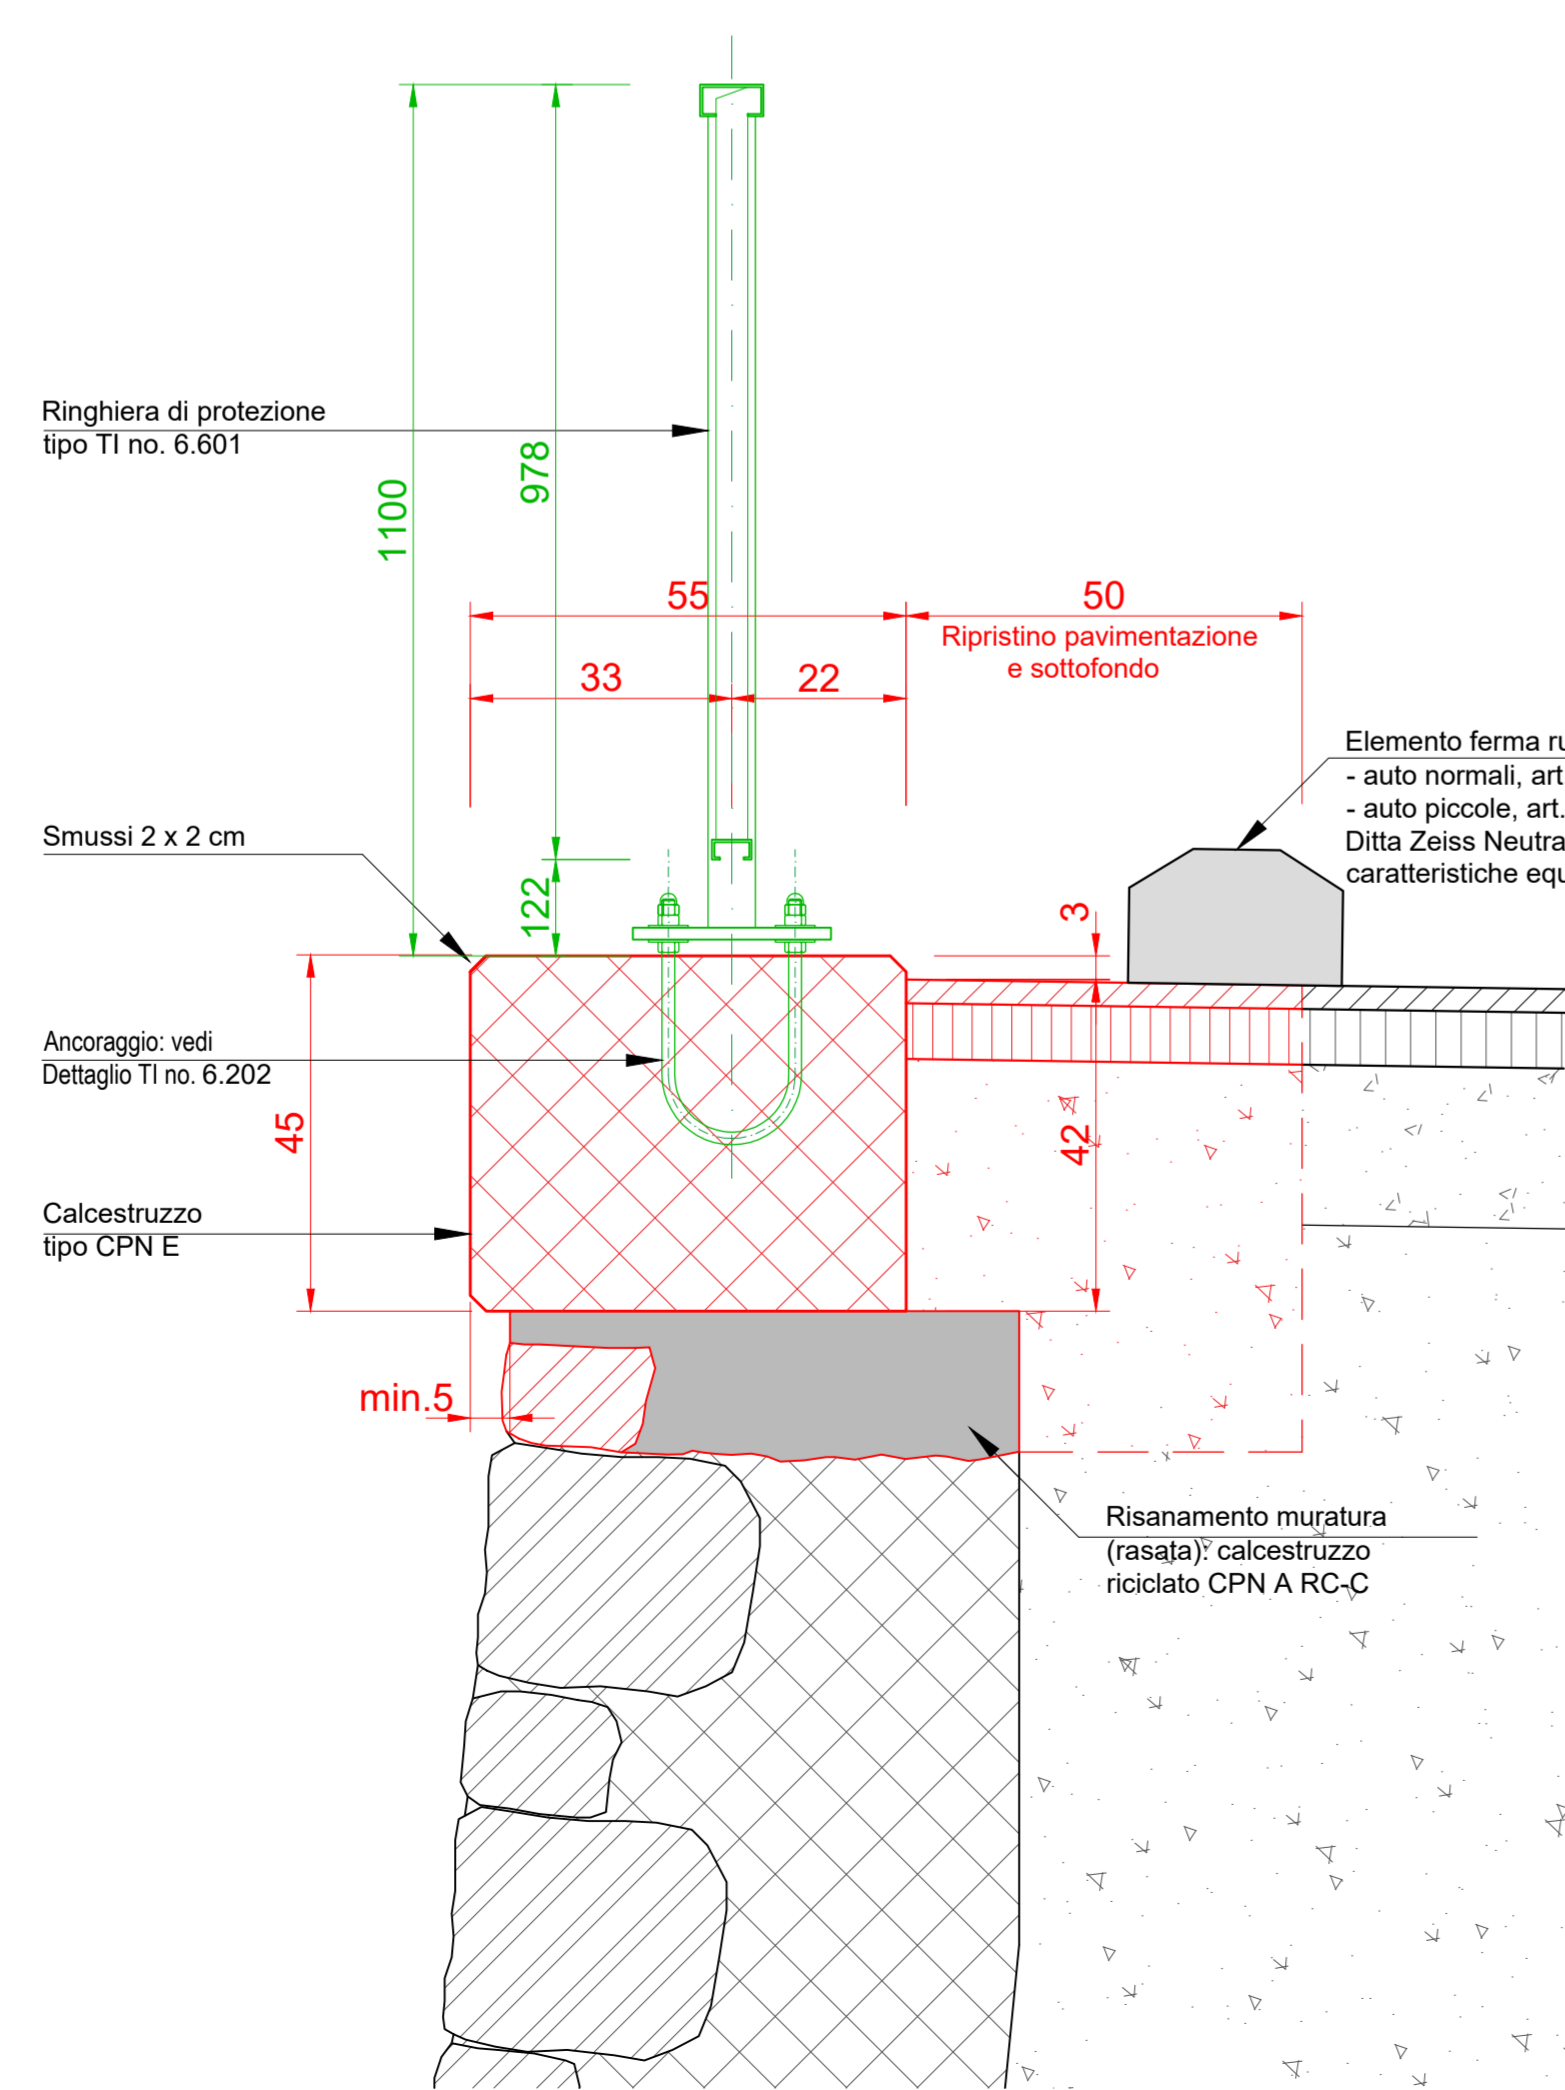 Ringhiera di protezione
tipo TI no. 6.601
1100
978
55
50
Ripristino pavimentazione
e sottofondo
33
22
Elemento ferma
- auto normali, art
- auto piccole, art.
Ditta Zeiss Neutra
caratteristiche equ
Smussi 2 x 2 cm
122
3
Ancoraggio: vedi
Dettaglio TI no. 6.202
45
42
Calcestruzzo
tipo CPN E
min.5
Risanamento muratura
(rasata): calcestruzzo
riciclato CPN A RC-C